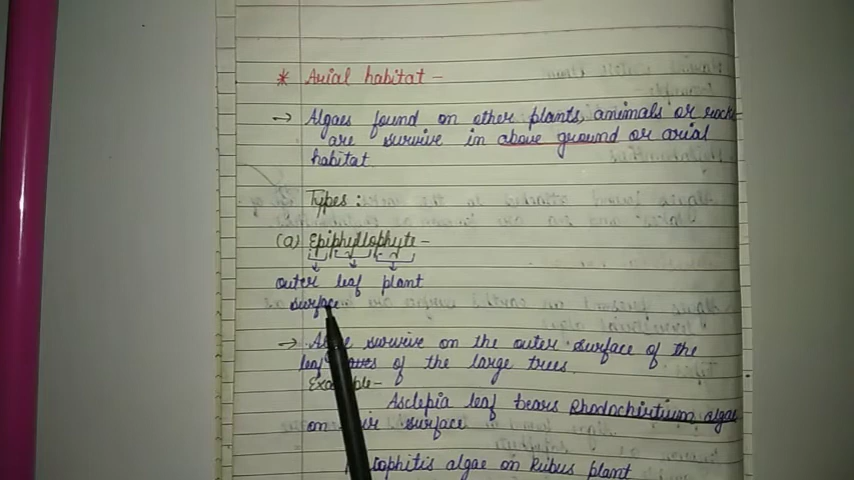 * Arial habitat -
→ Algaes found on other plants, animals or rocks
are survive in above ground or arial
habitat.
Types :
(a) Epiphyllophyte -
outer leaf plant
surface
→ survive on the outer surface of the
leaf of the large trees.
Example -
Asclepia leaf bears algae
on surface
algae on Rubus plant